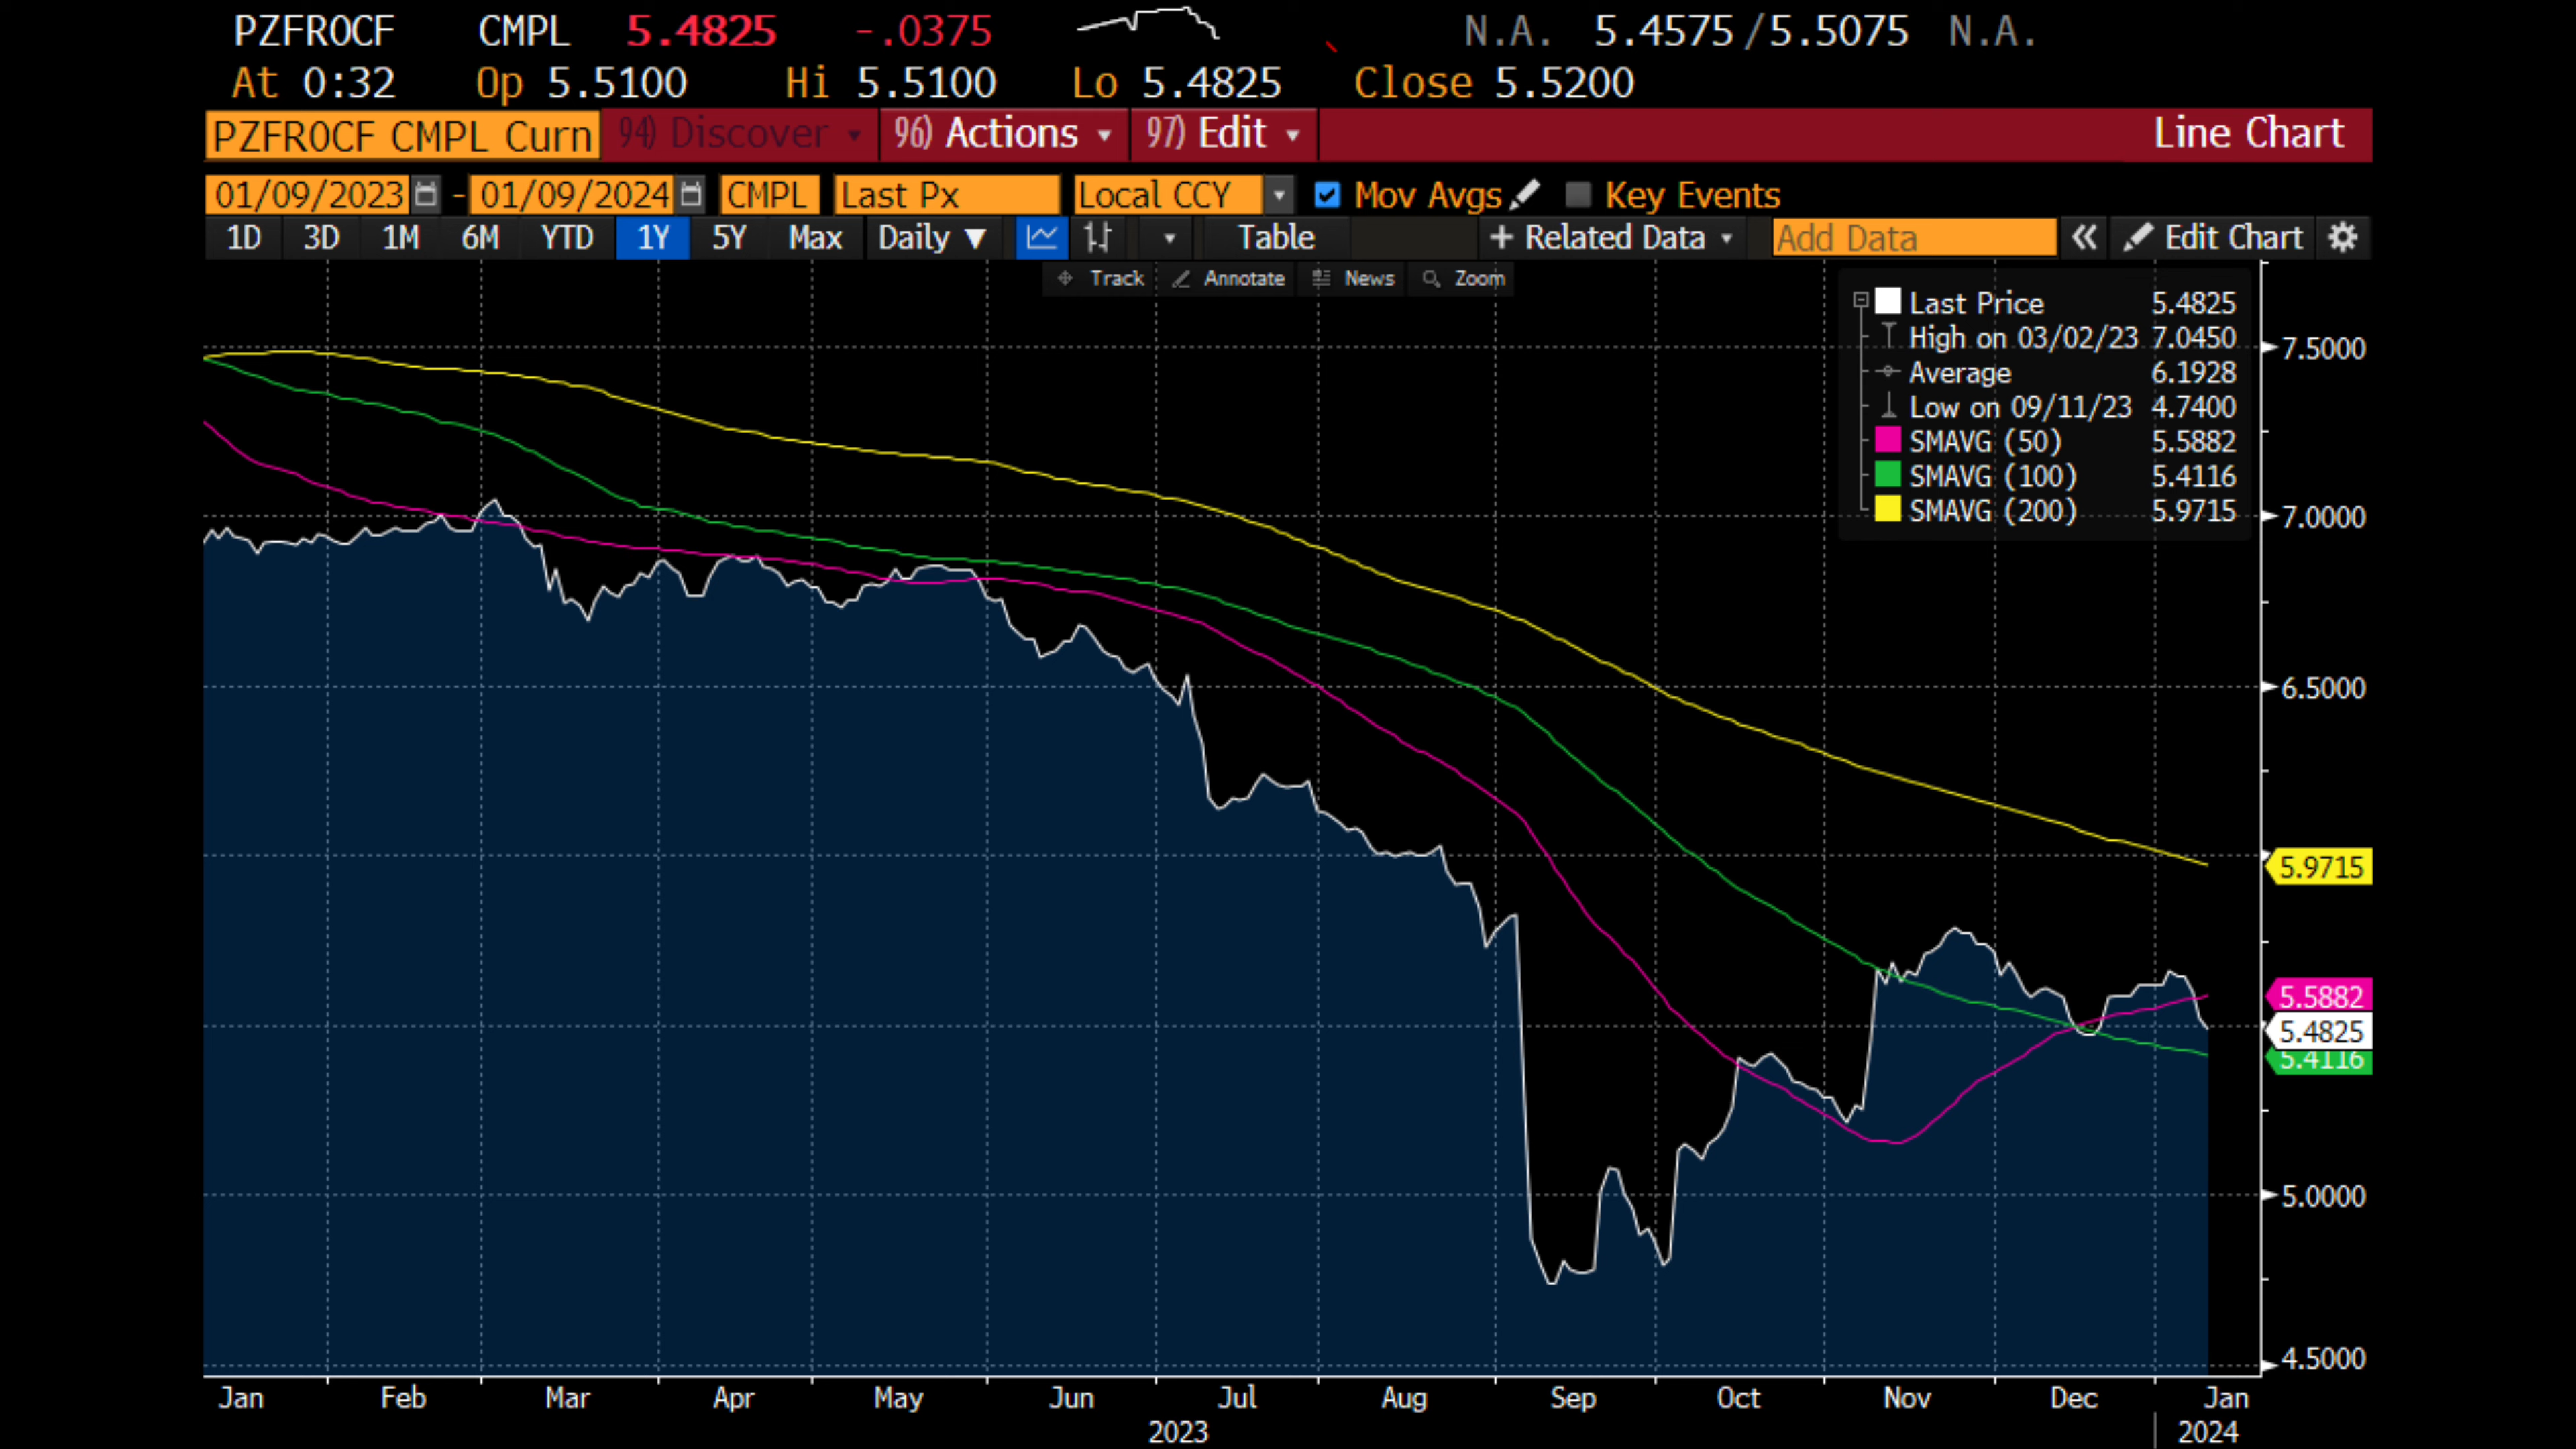 PZFR0CF CMPL 5.4825 -.0375 N.A. 5.4575/5.5075 N.A.
At 0:32 Op 5.5100 Hi 5.5100 Lo 5.4825 Close 5.5200
PZFR0CF CMPL Curn 94) Discover 96) Actions 97) Edit Line Chart
01/09/2023 - 01/09/2024 CMPL Last Px Local CCY Mov Avgs Key Events
1D 3D 1M 6M YTD 1Y 5Y Max Daily Table + Related Data Add Data « Edit Chart
Track Annotate News Zoom
Last Price 5.4825
High on 03/02/23 7.0450
Average 6.1928
Low on 09/11/23 4.7400
SMAVG (50) 5.5882
SMAVG (100) 5.4116
SMAVG (200) 5.9715
7.5000
7.0000
6.5000
5.9715
5.5882
5.4825
5.4116
5.0000
4.5000
Jan Feb Mar Apr May Jun Jul Aug Sep Oct Nov Dec Jan
2023 2024